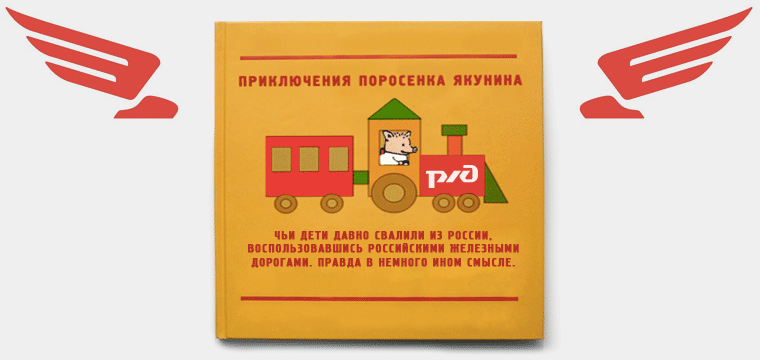 ПРИКЛЮЧЕНИЯ ПОРОСЕНКА ЯКУНИНА
РЖД
ЧЬИ ДЕТИ ДАВНО СВАЛИЛИ ИЗ РОССИИ,
ВОСПОЛЬЗОВАВШИСЬ РОССИЙСКИМИ ЖЕЛЕЗНЫМИ
ДОРОГАМИ. ПРАВДА В НЕМНОГО ИНОМ СМЫСЛЕ.